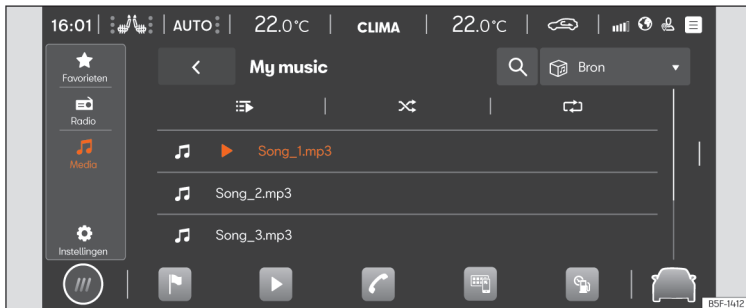 16:01 AUTO 22.0°C CLIMA 22.0°C
Favorieten
My music
Bron
Radio
Media
Song_1.mp3
Song_2.mp3
Song_3.mp3
Instellingen
B5F-1412